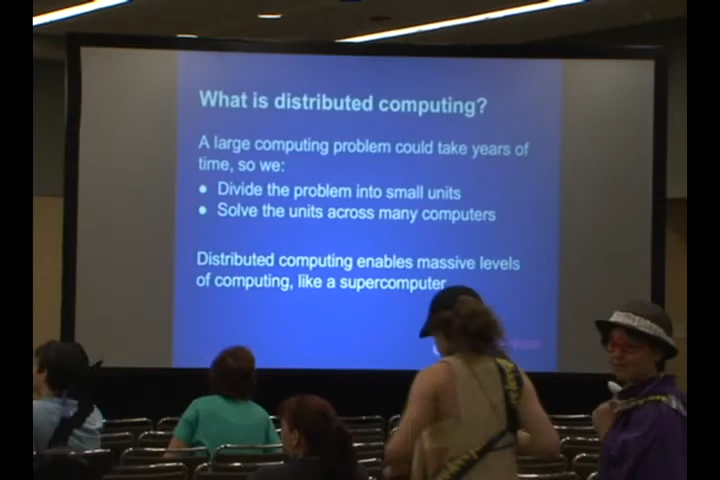 What is distributed computing?
A large computing problem could take years of
time, so we:
• Divide the problem into small units
• Solve the units across many computers
Distributed computing enables massive levels
of computing, like a supercomputer